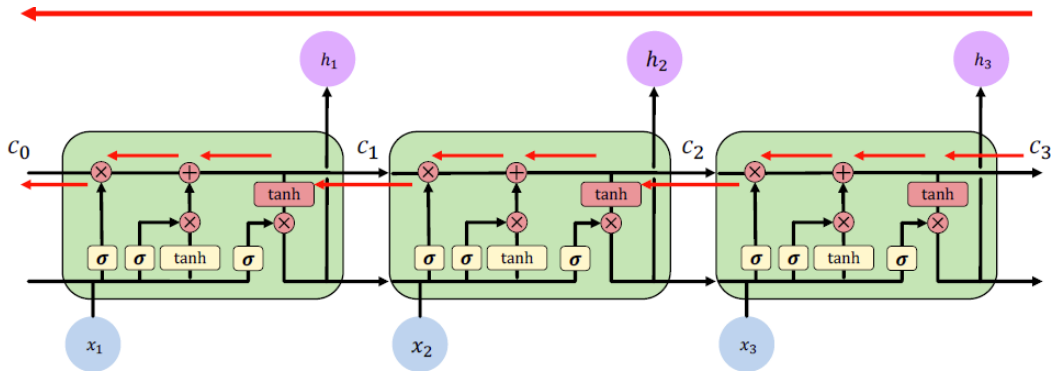 h₁ h₂ h₃
C₀ C₁ C₂ C₃
× + × + × +
tanh tanh tanh
× × × × × ×
σ σ tanh σ σ σ tanh σ σ σ tanh σ
x₁ x₂ x₃